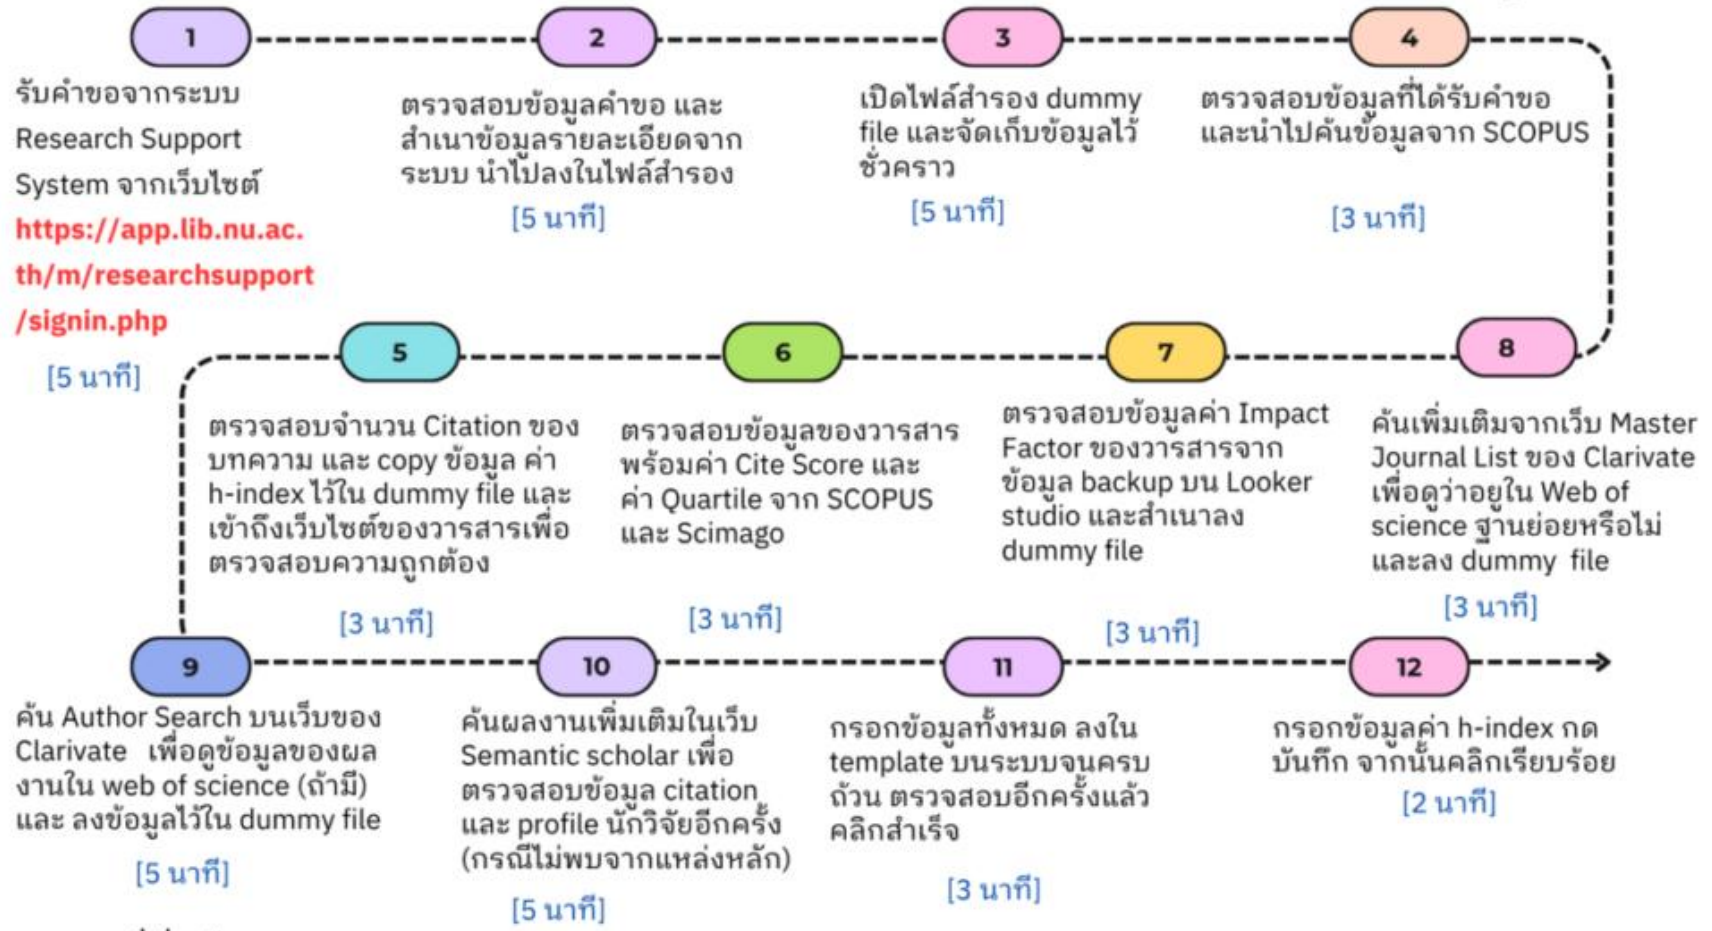 1
รับคำขอจากระบบ
Research Support
System จากเว็บไซต์
https://app.lib.nu.ac.
th/m/researchsupport
/signin.php
[5 นาที]
2
ตรวจสอบข้อมูลคำขอ และ
สำเนาข้อมูลรายละเอียดจาก
ระบบ นำไปลงในไฟล์สำรอง
[5 นาที]
3
เปิดไฟล์สำรอง dummy
file และจัดเก็บข้อมูลไว้
ชั่วคราว
[5 นาที]
4
ตรวจสอบข้อมูลที่ได้รับคำขอ
และนำไปค้นข้อมูลจาก SCOPUS
[3 นาที]
5
ตรวจสอบจำนวน Citation ของ
บทความ และ copy ข้อมูล ค่า
h-index ไว้ใน dummy file และ
เข้าถึงเว็บไซต์ของวารสารเพื่อ
ตรวจสอบความถูกต้อง
[3 นาที]
6
ตรวจสอบข้อมูลของวารสาร
พร้อมค่า Cite Score และ
ค่า Quartile จาก SCOPUS
และ Scimago
[3 นาที]
7
ตรวจสอบข้อมูลค่า Impact
Factor ของวารสารจาก
ข้อมูล backup บน Looker
studio และสำเนาลง
dummy file
[3 นาที]
8
ค้นเพิ่มเติมจากเว็บ Master
Journal List ของ Clarivate
เพื่อดูว่าอยู่ใน Web of
science ฐานย่อยหรือไม่
และลง dummy file
[3 นาที]
9
ค้น Author Search บนเว็บของ
Clarivate เพื่อดูข้อมูลของผล
งานใน web of science (ถ้ามี)
และ ลงข้อมูลไว้ใน dummy file
[5 นาที]
10
ค้นผลงานเพิ่มเติมในเว็บ
Semantic scholar เพื่อ
ตรวจสอบข้อมูล citation
และ profile นักวิจัยอีกครั้ง
(กรณีไม่พบจากแหล่งหลัก)
[5 นาที]
11
กรอกข้อมูลทั้งหมด ลงใน
template บนระบบจนครบ
ถ้วน ตรวจสอบอีกครั้งแล้ว
คลิกสำเร็จ
[3 นาที]
12
กรอกข้อมูลค่า h-index กด
บันทึก จากนั้นคลิกเรียบร้อย
[2 นาที]